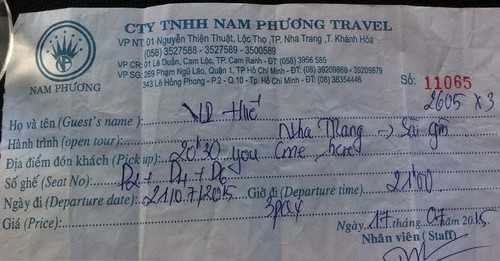 CTY TNHH NAM PHƯƠNG TRAVEL
VP NT: 01 Nguyễn Thiện Thuật, Lộc Thọ, TP. Nha Trang, T. Khánh Hòa
(058) 3527588 - 3527589 - 3500589
VP CR: 01 Lê Duẩn, Cam Lộc, TP. Cam Ranh - ĐT: (058) 3956 585
VP SG: 269 Phạm Ngũ Lão, Quận 1, TP Hồ Chí Minh - ĐT: (08) 39209869 - 39209879
343 Lê Hồng Phong - P.2 - Q.10 - Tp. Hồ Chí Minh - ĐT: (08) 38354446
NAM PHƯƠNG
Số: 11065
2605 x 3
Họ và tên (Guest's name): VP Huế
Hành trình (open tour): Nha Trang -> Sài gòn
Địa điểm đón khách (Pick up): 20h30 you come here
Số ghế (Seat No):
Ngày đi (Departure date): 21/07/2015 Giờ đi (Departure time): 21h00
Giá (Price): 3pax
Ngày 17 tháng 07 năm 2015
Nhân viên (Staff)